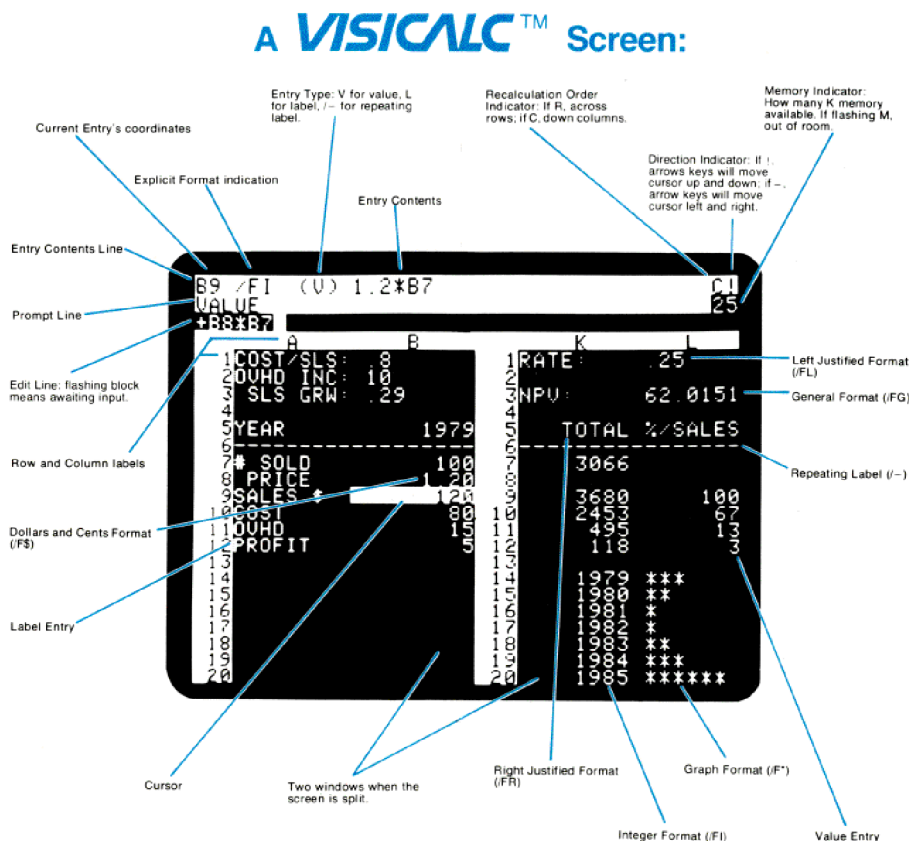 A VISICALC™ Screen:
Current Entry's coordinates
Explicit Format indication
Entry Type: V for value, L
for label, /– for repeating
label.
Entry Contents
Recalculation Order
Indicator: If R, across
rows; if C, down columns.
Memory Indicator:
How many K memory
available. If flashing M,
out of room.
Direction Indicator: If !,
arrows keys will move
cursor up and down; if –,
arrow keys will move
cursor left and right.
Entry Contents Line
Prompt Line
Edit Line: flashing block
means awaiting input.
Row and Column labels
Dollars and Cents Format
(/F$)
Label Entry
B9 /FI (V) 1.2*B7 C!
VALUE 25
+B8*B7
A B
1 COST/SLS: .8
2 OVHD INC: 10
3 SLS GRW: .29
4
5 YEAR 1979
6 --------------------
7 # SOLD 100
8 PRICE 1.20
9 SALES $ 120
10 COST 80
11 OVHD 15
12 PROFIT 5
13
14
15
16
17
18
19
20
K L
1 RATE: .25
2
3 NPV: 62.0151
4
5 TOTAL %/SALES
6 --------------------
7 3066
8
9 3680 100
10 2453 67
11 495 13
12 118 3
13
14 1979 ***
15 1980 **
16 1981 *
17 1982 *
18 1983 **
19 1984 ***
20 1985 ******
Left Justified Format
(/FL)
General Format (/FG)
Repeating Label (/–)
Cursor
Two windows when the
screen is split.
Right Justified Format
(/FR)
Graph Format (/F*)
Integer Format (/FI)
Value Entry